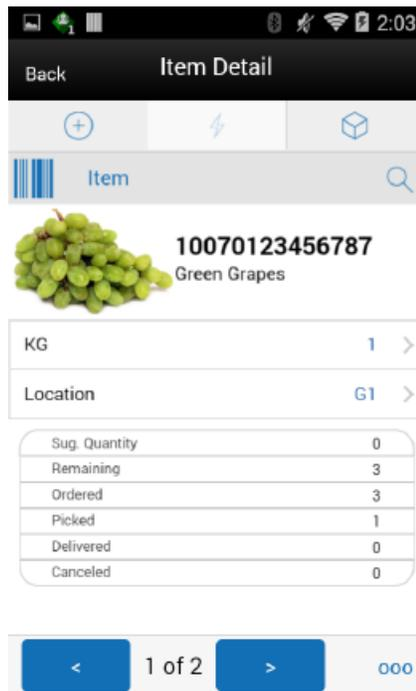 1 2:03
Back Item Detail
Item
10070123456787
Green Grapes
KG 1 >
Location G1 >
Sug. Quantity 0
Remaining 3
Ordered 3
Picked 1
Delivered 0
Canceled 0
< 1 of 2 > ooo